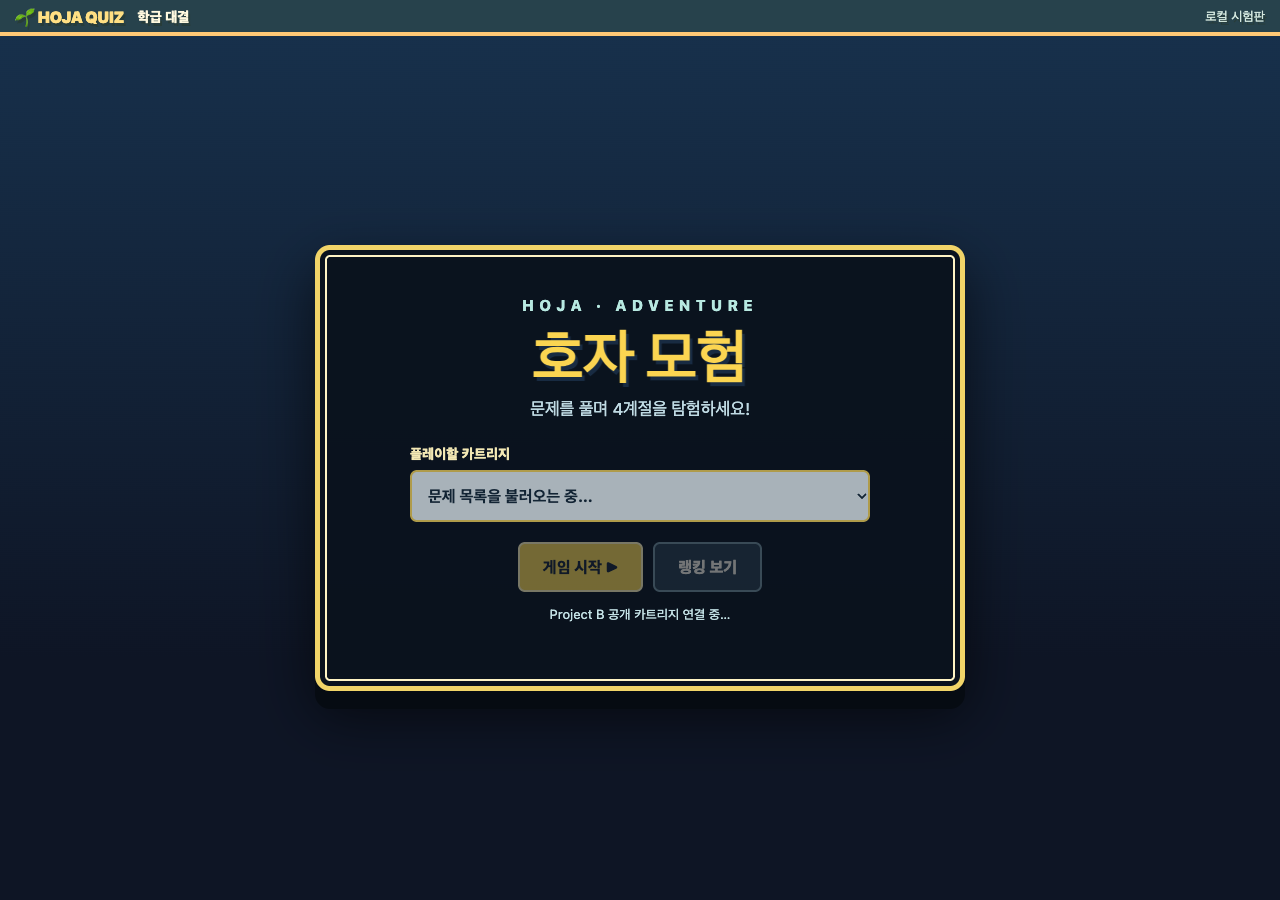 HOJA QUIZ 학급 대결
로컬 시험판
HOJA · ADVENTURE
호자 모험
문제를 풀며 4계절을 탐험하세요!
플레이할 카트리지
문제 목록을 불러오는 중...
게임 시작 ▶
랭킹 보기
Project B 공개 카트리지 연결 중...